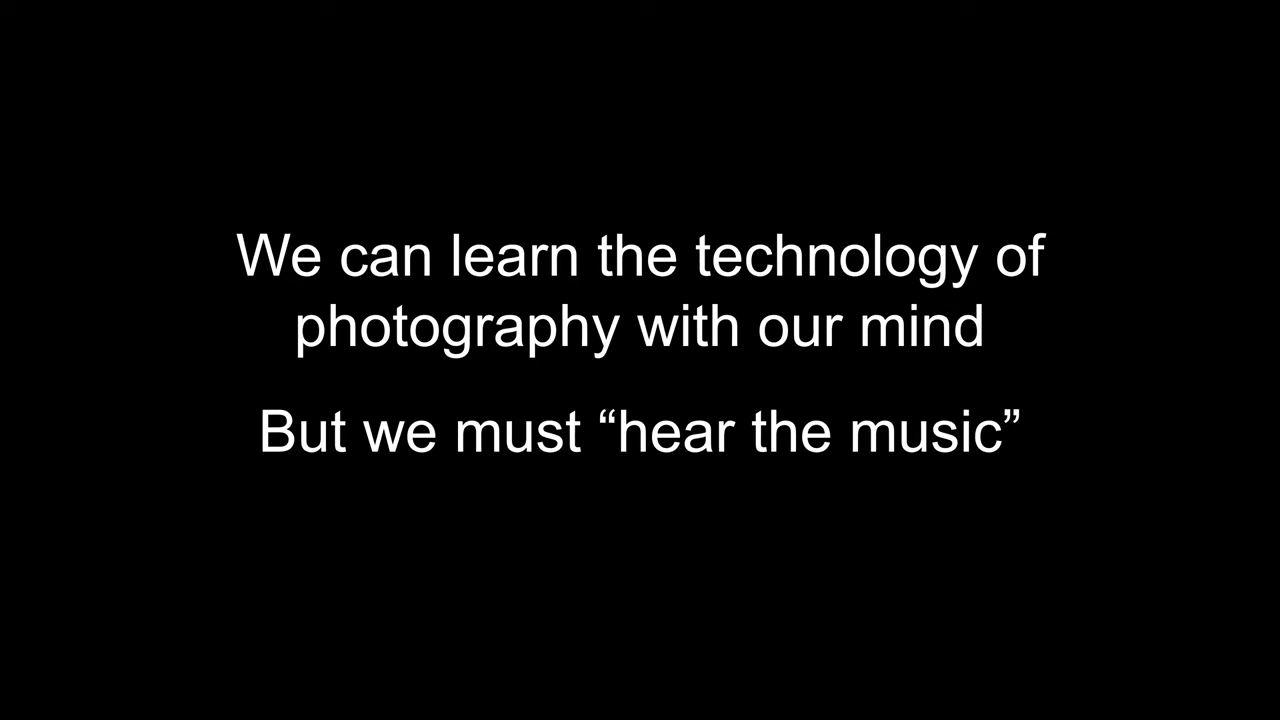 We can learn the technology of
photography with our mind
But we must “hear the music”